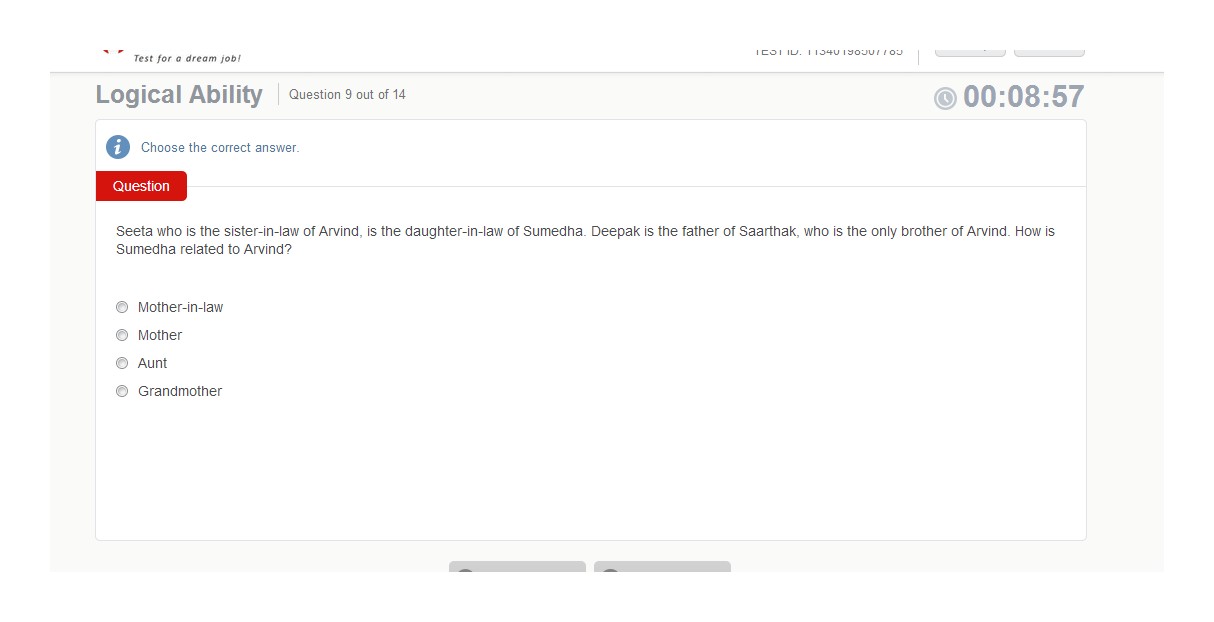 Test for a dream job!
TEST ID: 11340198507785
Logical Ability
Question 9 out of 14
00:08:57
Choose the correct answer.
Question
Seeta who is the sister-in-law of Arvind, is the daughter-in-law of Sumedha. Deepak is the father of Saarthak, who is the only brother of Arvind. How is
Sumedha related to Arvind?
Mother-in-law
Mother
Aunt
Grandmother